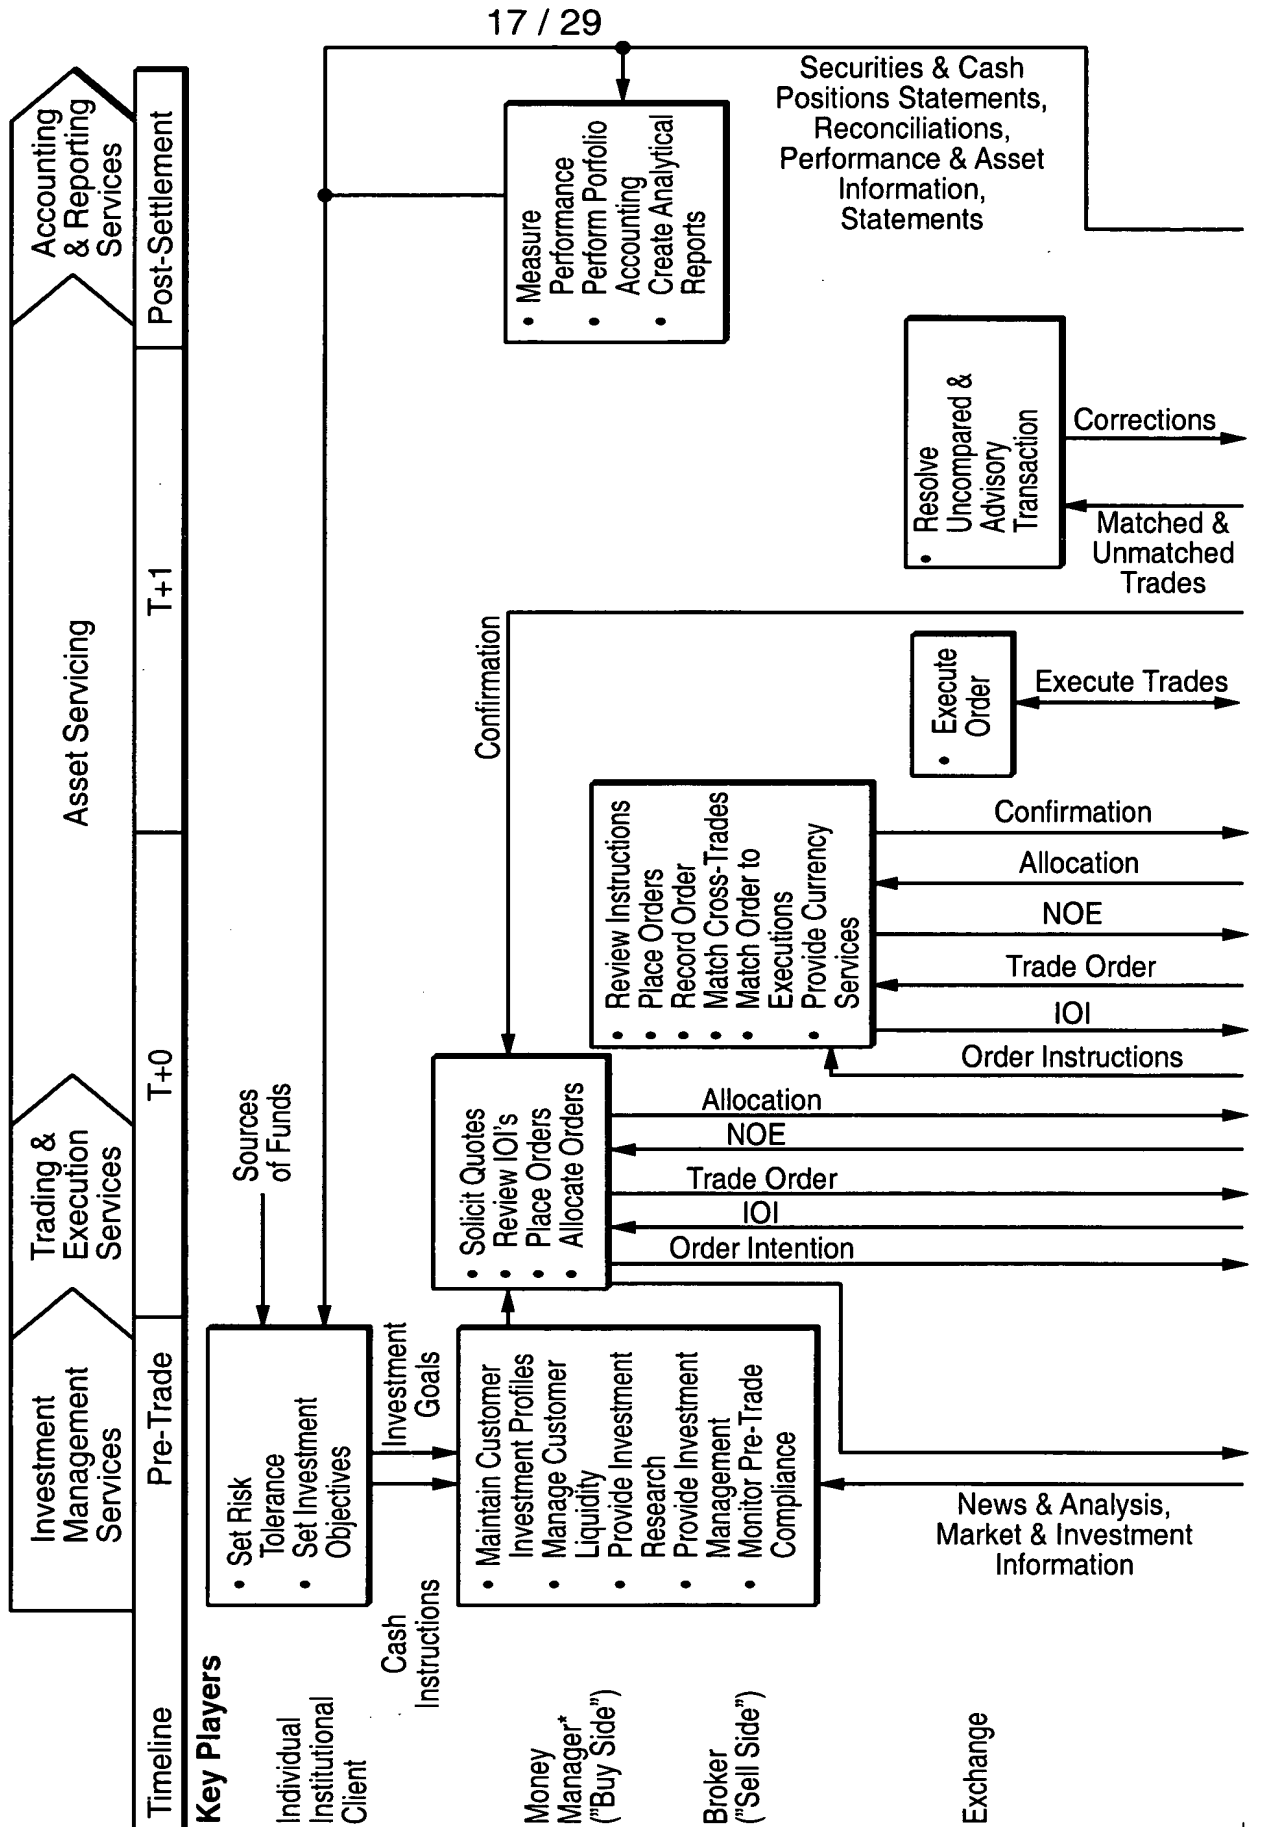 17 / 29
Investment
Management
Services
Trading &
Execution
Services
Asset Servicing
Accounting
& Reporting
Services
Timeline
Pre-Trade
T+0
T+1
Post-Settlement
Key Players
Individual
Institutional
Client
• Set Risk
Tolerance
• Set Investment
Objectives
Sources
of Funds
Cash
Instructions
Investment
Goals
Money
Manager*
("Buy Side")
• Maintain Customer
Investment Profiles
• Manage Customer
Liquidity
• Provide Investment
Research
• Provide Investment
Management
• Monitor Pre-Trade
Compliance
• Solicit Quotes
• Review IOI's
• Place Orders
• Allocate Orders
Confirmation
• Measure
Performance
• Perform Porfolio
Accounting
• Create Analytical
Reports
Securities & Cash
Positions Statements,
Reconciliations,
Performance & Asset
Information,
Statements
Broker
("Sell Side")
• Review Instructions
• Place Orders
• Record Order
• Match Cross-Trades
• Match Order to
Executions
• Provide Currency
Services
Exchange
• Execute
Order
• Resolve
Uncompared &
Advisory
Transaction
Corrections
Matched &
Unmatched
Trades
Execute Trades
Confirmation
Allocation
NOE
Trade Order
IOI
Order Instructions
Allocation
NOE
Trade Order
IOI
Order Intention
News & Analysis,
Market & Investment
Information